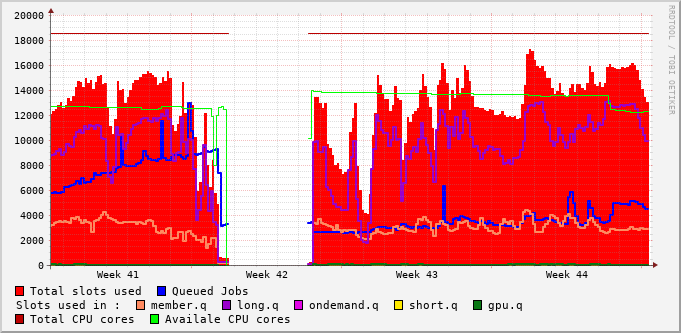 20000
18000
16000
14000
12000
10000
8000
6000
4000
2000
0
Week 41 Week 42 Week 43 Week 44
RRDTOOL / TOBI OETIKER
Total slots used Queued Jobs
Slots used in : member.q long.q ondemand.q short.q gpu.q
Total CPU cores Availale CPU cores